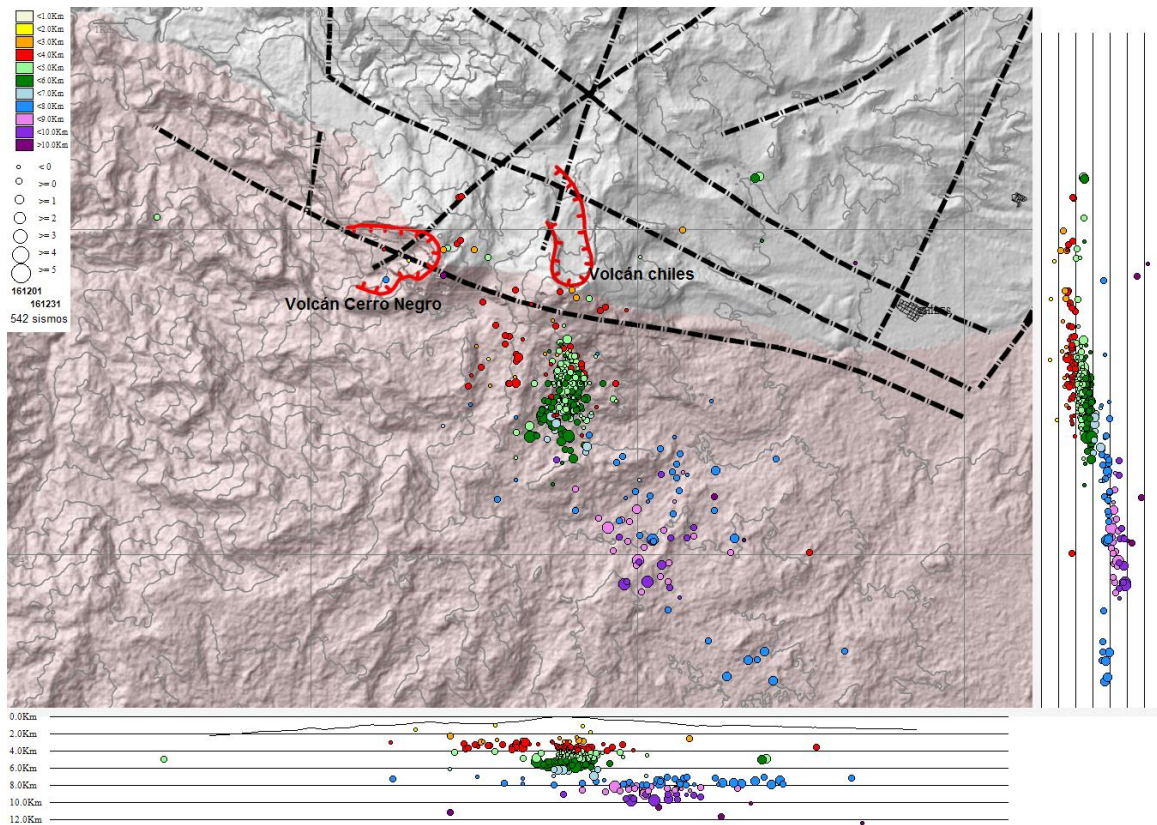 <1.0Km
<2.0Km
<3.0Km
<4.0Km
<5.0Km
<6.0Km
<7.0Km
<8.0Km
<9.0Km
<10.0Km
>10.0Km
< 0
>= 0
>= 1
>= 2
>= 3
>= 4
>= 5
161201
161231
542 sismos
Volcán chiles
Volcán Cerro Negro
0.0Km
2.0Km
4.0Km
6.0Km
8.0Km
10.0Km
12.0Km